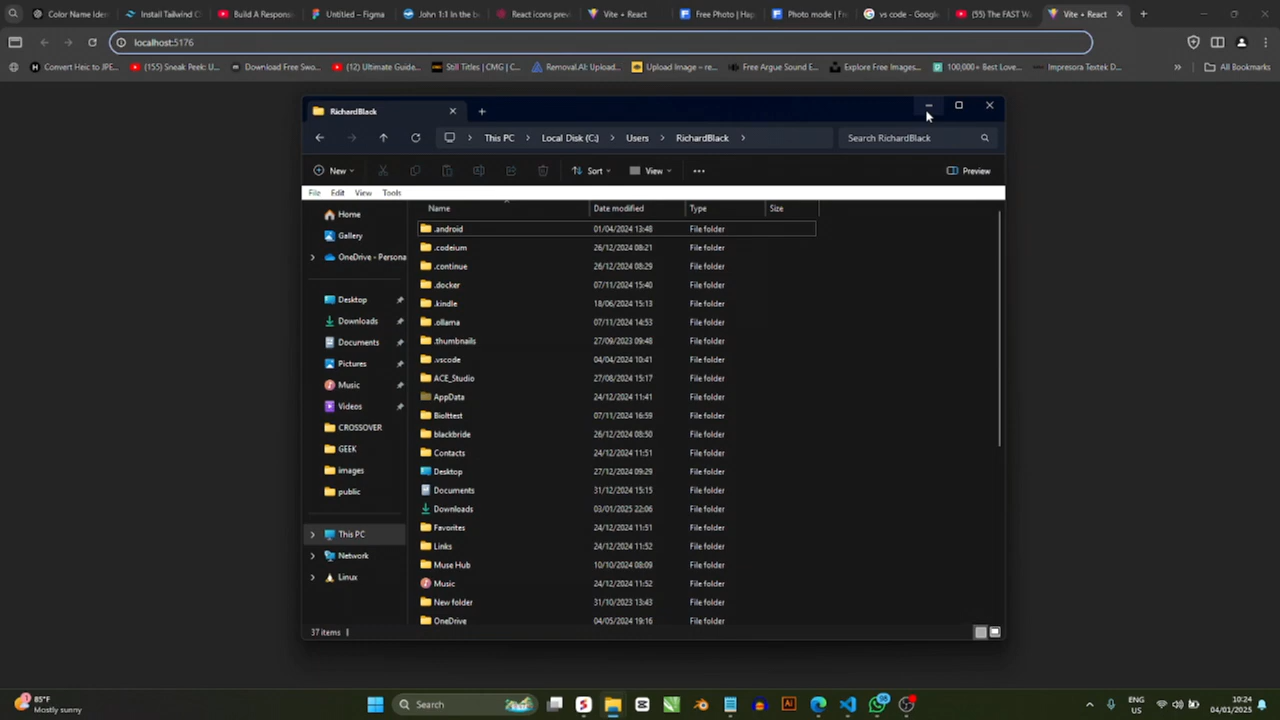 Color Name Ide
Install Tailwind C
Build A Responsi
Untitled – Figma
John 1:1 In the b
React icons prev
Vite + React
Free Photo | Hap
Photo mode | Fr
vs code - Google
(55) The FAST W
Vite + React
localhost:5176
Convert Heic to JPE...
(155) Sneak Peek: U...
Download Free Swo...
(12) Ultimate Guide...
Still Titles | CMG | C...
Removal.AI: Upload...
Upload Image – re...
Free Argue Sound E...
Explore Free Images...
100,000+ Best Love...
Impresora Textek D...
All Bookmarks
RichardBlack
This PC
Local Disk (C:)
Users
RichardBlack
Search RichardBlack
New
Sort
View
Preview
File Edit View Tools
Name Date modified Type Size
Home
Gallery
OneDrive - Persona
Desktop
Downloads
Documents
Pictures
Music
Videos
CROSSOVER
GEEK
images
public
This PC
Network
Linux
.android 01/04/2024 13:48 File folder
.codeium 26/12/2024 08:21 File folder
.continue 26/12/2024 08:29 File folder
.docker 07/11/2024 15:40 File folder
.kindle 18/06/2024 15:13 File folder
.ollama 07/11/2024 14:53 File folder
.thumbnails 27/09/2023 09:48 File folder
.vscode 04/04/2024 10:41 File folder
ACE_Studio 27/08/2024 15:17 File folder
AppData 24/12/2024 11:41 File folder
07/11/2024 16:59 File folder
blackbride 26/12/2024 08:50 File folder
Contacts 24/12/2024 11:51 File folder
Desktop 27/12/2024 09:29 File folder
Documents 31/12/2024 15:15 File folder
Downloads 03/01/2025 22:06 File folder
Favorites 24/12/2024 11:51 File folder
Links 24/12/2024 11:52 File folder
Muse Hub 10/10/2024 08:09 File folder
Music 24/12/2024 11:52 File folder
New folder 31/10/2023 13:43 File folder
OneDrive 04/05/2024 19:16 File folder
37 items
85°F
Mostly sunny
Search
ENG
US
10:24
04/01/2025